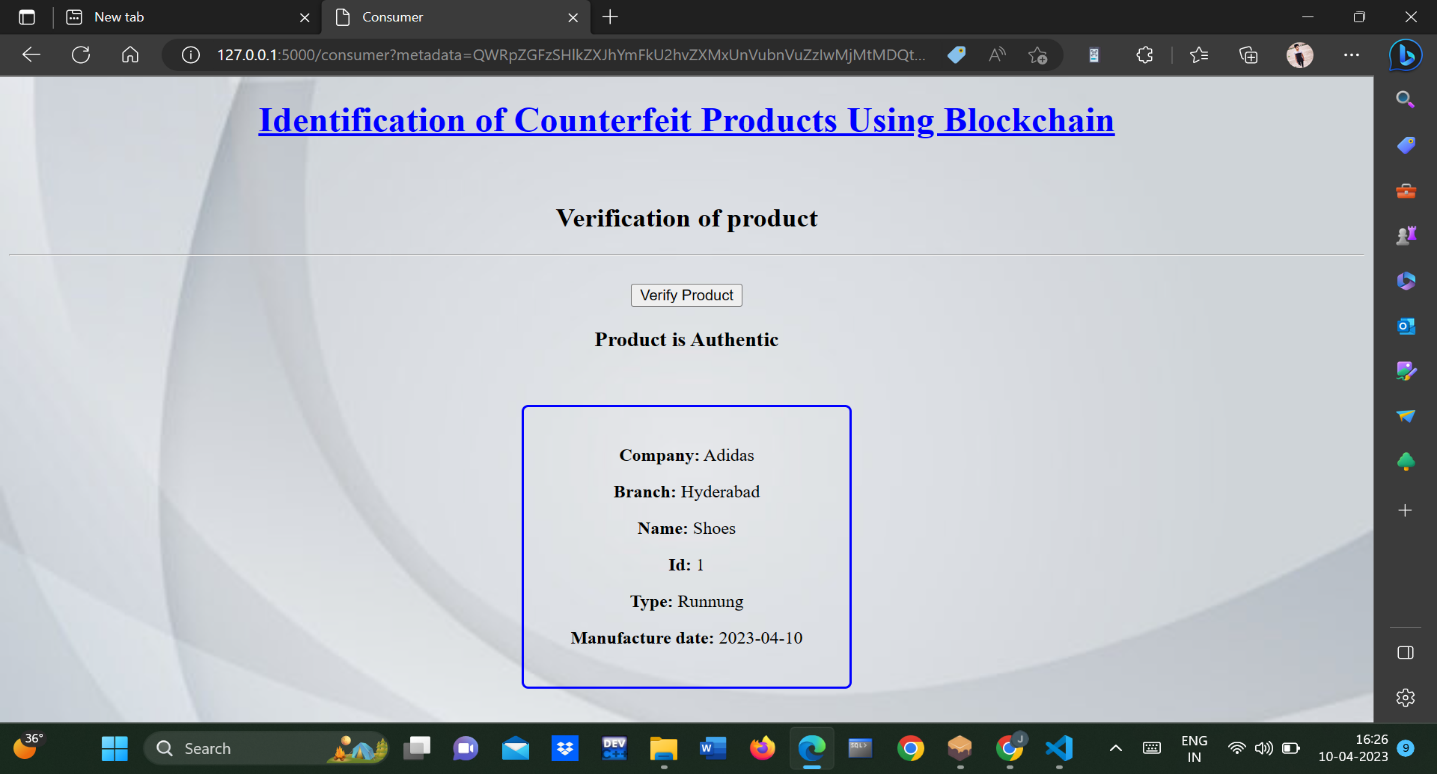 New tab
Consumer
127.0.0.1:5000/consumer?metadata=QWRpZGFzSHlkZXJhYmFkU2hvZXMxUnVubnVuZzIwMjMtMDQt...
Identification of Counterfeit Products Using Blockchain
Verification of product
Verify Product
Product is Authentic
Company: Adidas
Branch: Hyderabad
Name: Shoes
Id: 1
Type: Runnung
Manufacture date: 2023-04-10
36°
Search
DEV
C++
W
SQL>
J
ENG
IN
16:26
10-04-2023
9